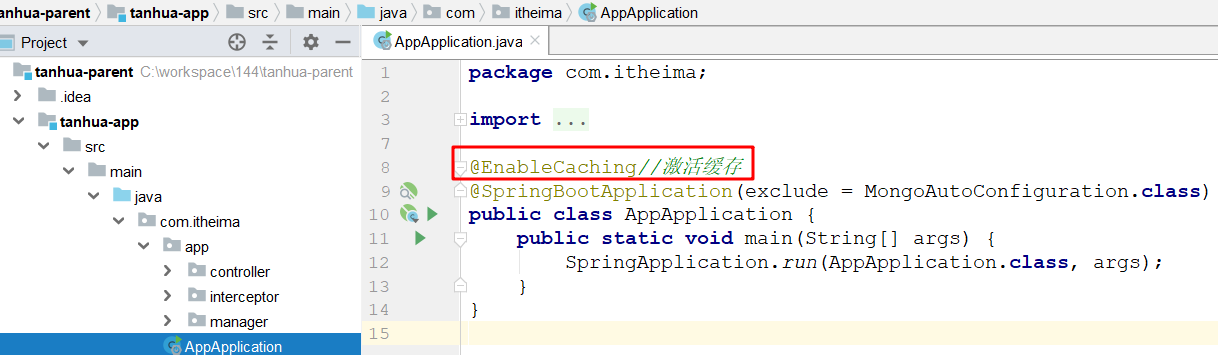 tanhua-parent tanhua-app src main java com itheima AppApplication
Project
AppApplication.java
tanhua-parent C:\workspace\144\tanhua-parent
.idea
tanhua-app
src
main
java
com.itheima
app
controller
interceptor
manager
AppApplication
1 package com.itheima;
2
3 import ...
7
8 @EnableCaching//激活缓存
9 @SpringBootApplication(exclude = MongoAutoConfiguration.class)
10 public class AppApplication {
11 public static void main(String[] args) {
12 SpringApplication.run(AppApplication.class, args);
13 }
14 }
15